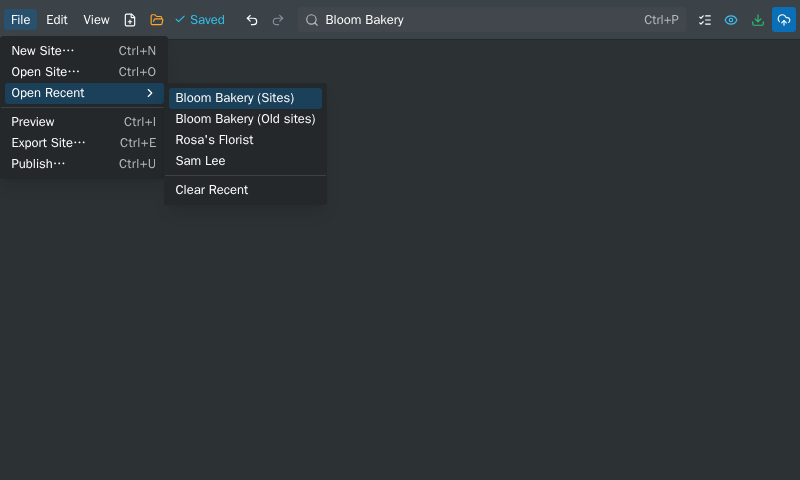 File Edit View Saved Bloom Bakery Ctrl+P
New Site··· Ctrl+N
Open Site··· Ctrl+O
Open Recent
Preview Ctrl+I
Export Site··· Ctrl+E
Publish··· Ctrl+U
Bloom Bakery (Sites)
Bloom Bakery (Old sites)
Rosa's Florist
Sam Lee
Clear Recent